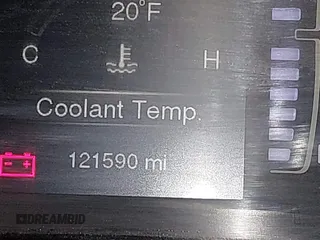 20°F
C H
Coolant Temp.
121590 mi
DREAMBID